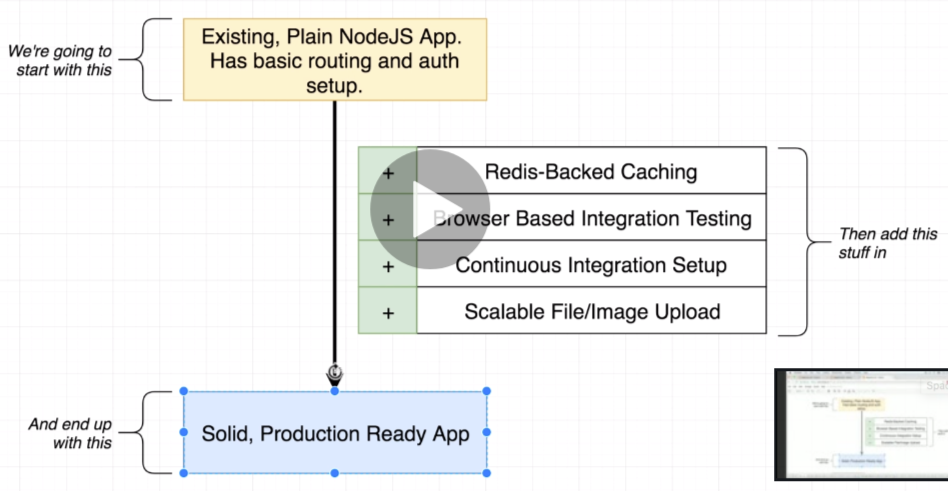 We're going to
start with this
Existing, Plain NodeJS App.
Has basic routing and auth
setup.
+ Redis-Backed Caching
+ Browser Based Integration Testing
+ Continuous Integration Setup
+ Scalable File/Image Upload
Then add this
stuff in
And end up
with this
Solid, Production Ready App